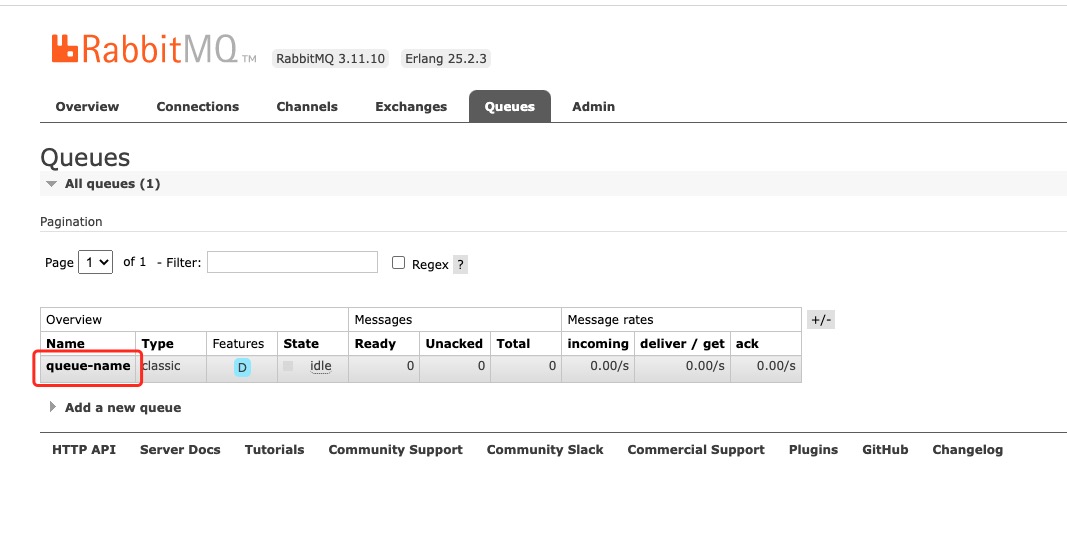 RabbitMQ TM RabbitMQ 3.11.10 Erlang 25.2.3
Overview Connections Channels Exchanges Queues Admin
Queues
All queues (1)
Pagination
Page 1 of 1 - Filter: Regex ?
Overview Messages Message rates +/-
Name Type Features State Ready Unacked Total incoming deliver / get ack
queue-name classic D idle 0 0 0 0.00/s 0.00/s 0.00/s
Add a new queue
HTTP API Server Docs Tutorials Community Support Community Slack Commercial Support Plugins GitHub Changelog